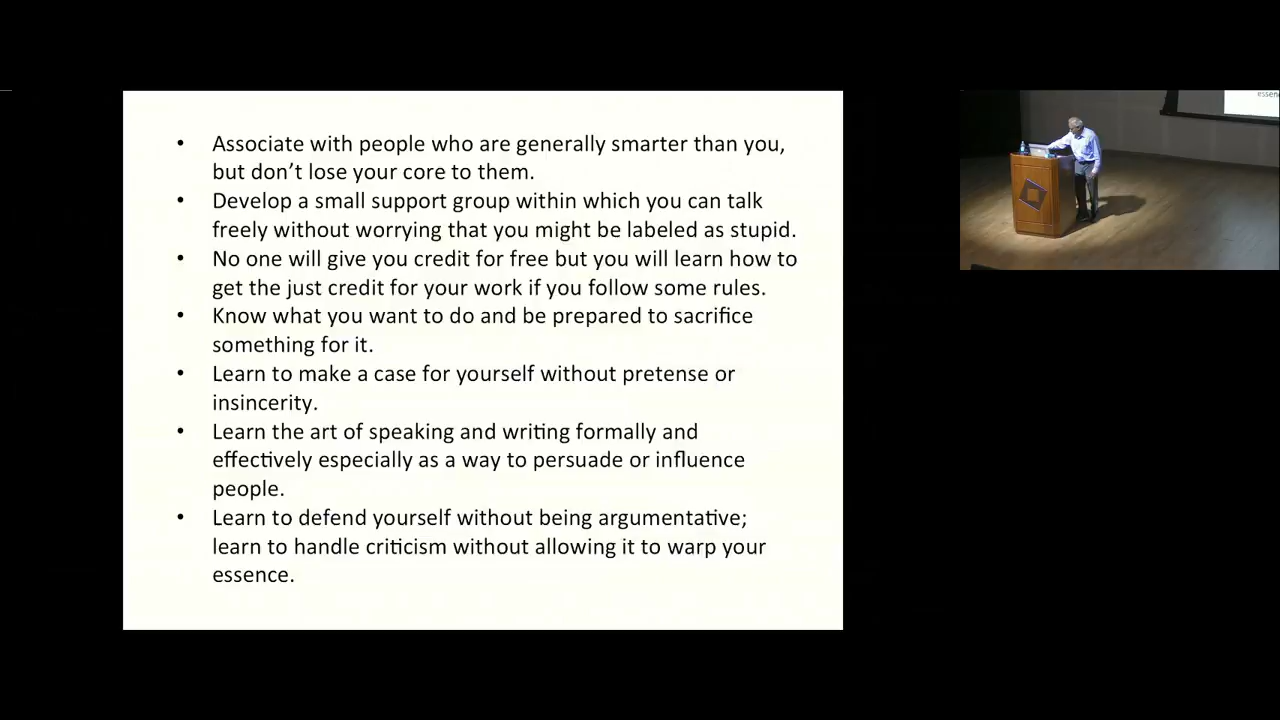 • Associate with people who are generally smarter than you,
but don’t lose your core to them.
• Develop a small support group within which you can talk
freely without worrying that you might be labeled as stupid.
• No one will give you credit for free but you will learn how to
get the just credit for your work if you follow some rules.
• Know what you want to do and be prepared to sacrifice
something for it.
• Learn to make a case for yourself without pretense or
insincerity.
• Learn the art of speaking and writing formally and
effectively especially as a way to persuade or influence
people.
• Learn to defend yourself without being argumentative;
learn to handle criticism without allowing it to warp your
essence.